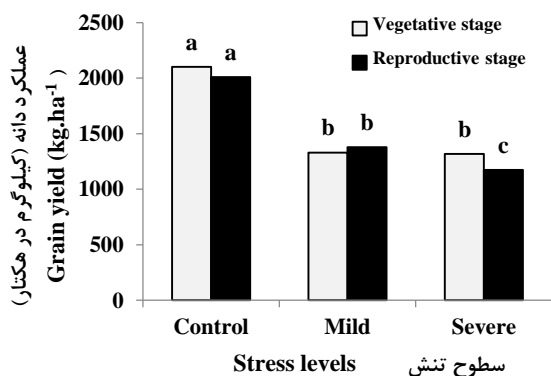 عملکرد دانه (کیلوگرم در هکتار)
Grain yield (kg.ha-1 )
2500
2000
1500
1000
500
0
Vegetative stage
Reproductive stage
a a
b b
b c
Control Mild Severe
Stress levels سطوح تنش